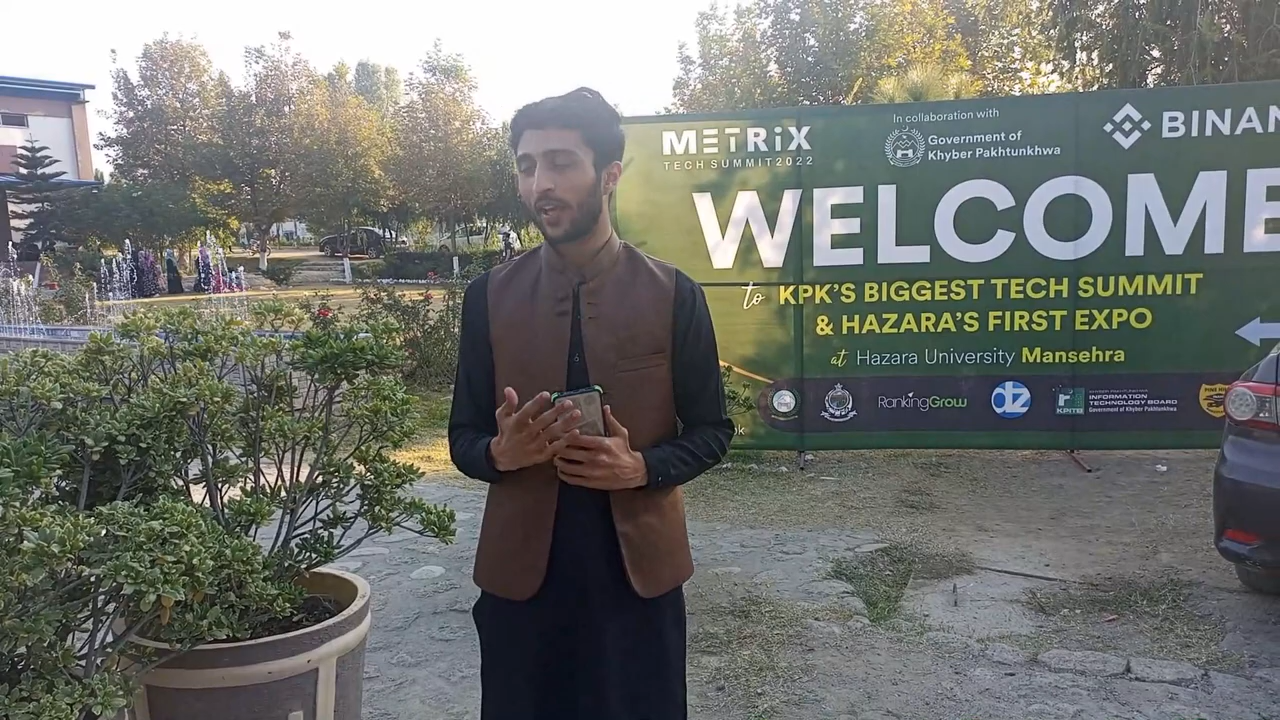 METRiX
TECH SUMMIT2022
In collaboration with
Government of
Khyber Pakhtunkhwa
BINAN
WELCOME
to KPK'S BIGGEST TECH SUMMIT
& HAZARA'S FIRST EXPO
at Hazara University Mansehra
RankingGrow
KPITB
INFORMATION
TECHNOLOGY BOARD
Government of Khyber Pakhtunkhwa